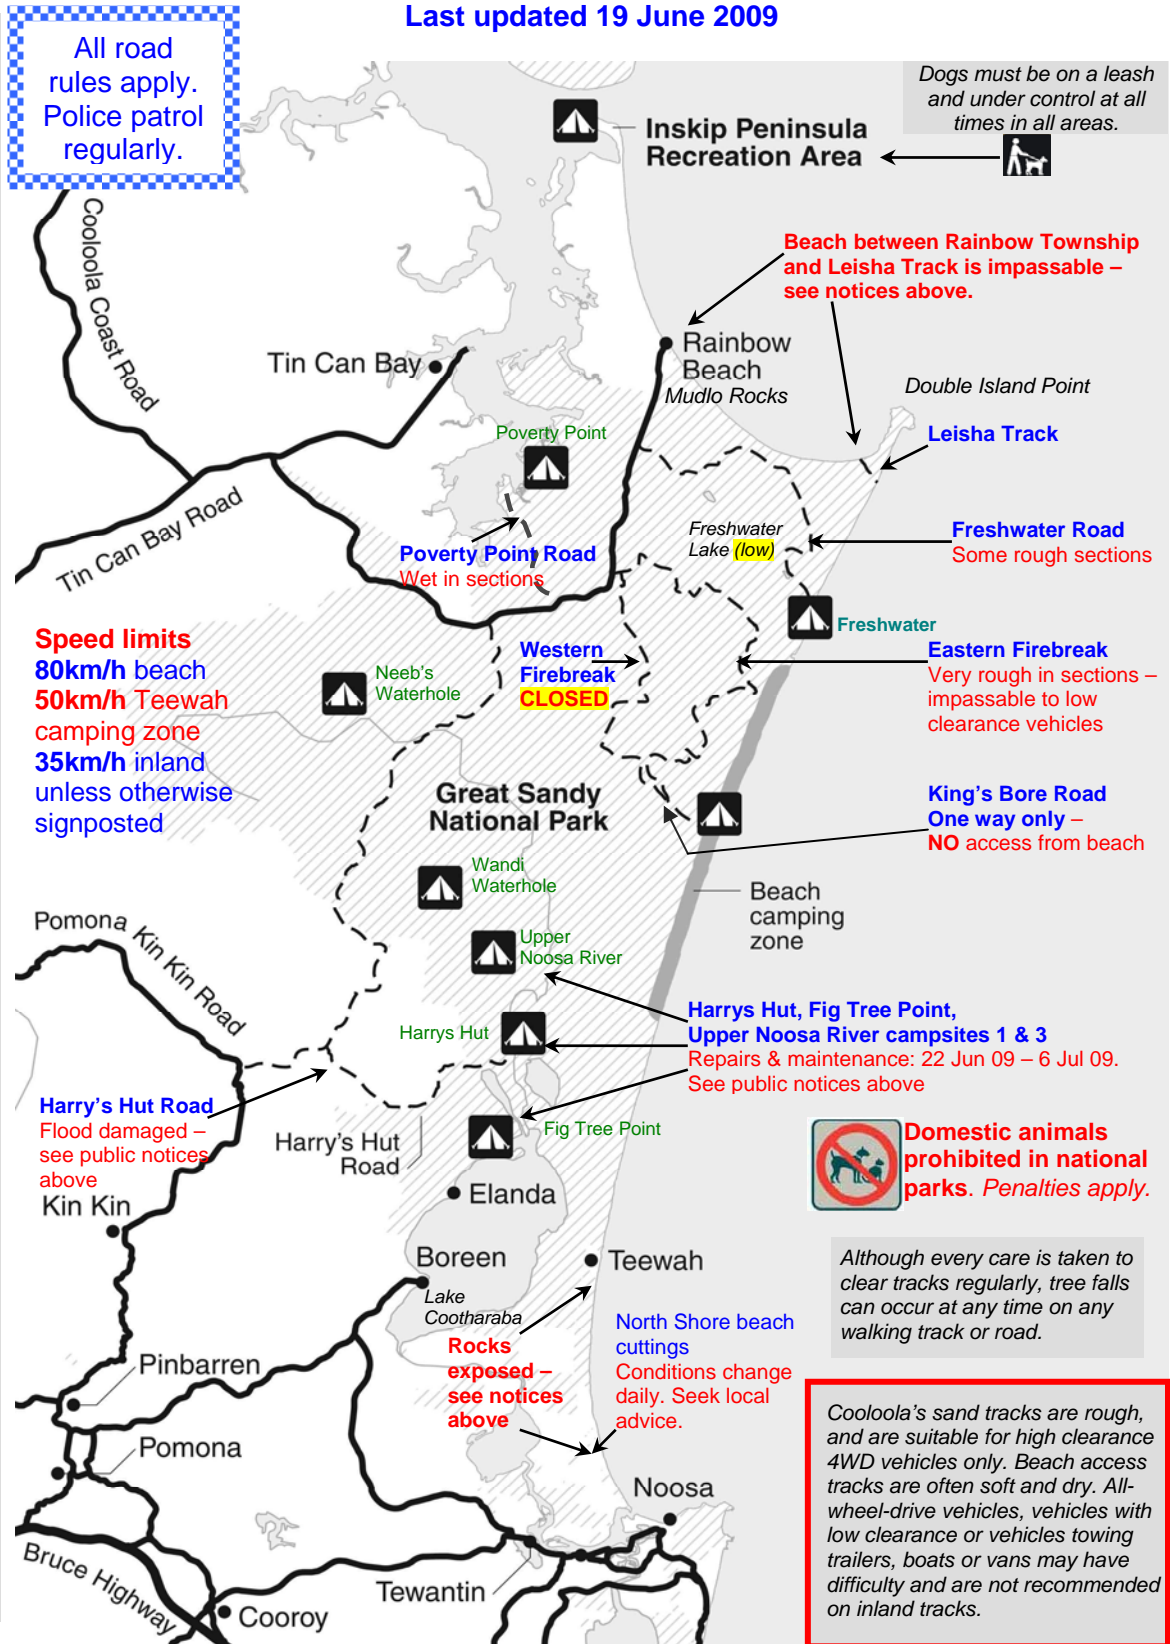 Last updated 19 June 2009
All road
rules apply.
Police patrol
regularly.
Dogs must be on a leash
and under control at all
times in all areas.
Inskip Peninsula
Recreation Area
Beach between Rainbow Township
and Leisha Track is impassable –
see notices above.
Cooloola Coast Road
Tin Can Bay
Rainbow
Beach
Mudlo Rocks
Double Island Point
Leisha Track
Poverty Point
Tin Can Bay Road
Poverty Point Road
Wet in sections
Freshwater
Lake (low)
Freshwater Road
Some rough sections
Freshwater
Speed limits
80km/h beach
50km/h Teewah
camping zone
35km/h inland
unless otherwise
signposted
Neeb's
Waterhole
Western
Firebreak
CLOSED
Eastern Firebreak
Very rough in sections –
impassable to low
clearance vehicles
Great Sandy
National Park
King's Bore Road
One way only –
NO access from beach
Wandi
Waterhole
Beach
camping
zone
Pomona Kin Kin Road
Upper
Noosa River
Harrys Hut
Harrys Hut, Fig Tree Point,
Upper Noosa River campsites 1 & 3
Repairs & maintenance: 22 Jun 09 – 6 Jul 09.
See public notices above
Harry's Hut Road
Flood damaged –
see public notices
above
Harry's Hut
Road
Fig Tree Point
Domestic animals
prohibited in national
parks. Penalties apply.
Kin Kin
Elanda
Boreen
Lake
Cootharaba
Teewah
Although every care is taken to
clear tracks regularly, tree falls
can occur at any time on any
walking track or road.
Rocks
exposed –
see notices
above
North Shore beach
cuttings
Conditions change
daily. Seek local
advice.
Pinbarren
Pomona
Noosa
Cooloola's sand tracks are rough,
and are suitable for high clearance
4WD vehicles only. Beach access
tracks are often soft and dry. All-
wheel-drive vehicles, vehicles with
low clearance or vehicles towing
trailers, boats or vans may have
difficulty and are not recommended
on inland tracks.
Bruce Highway
Cooroy
Tewantin